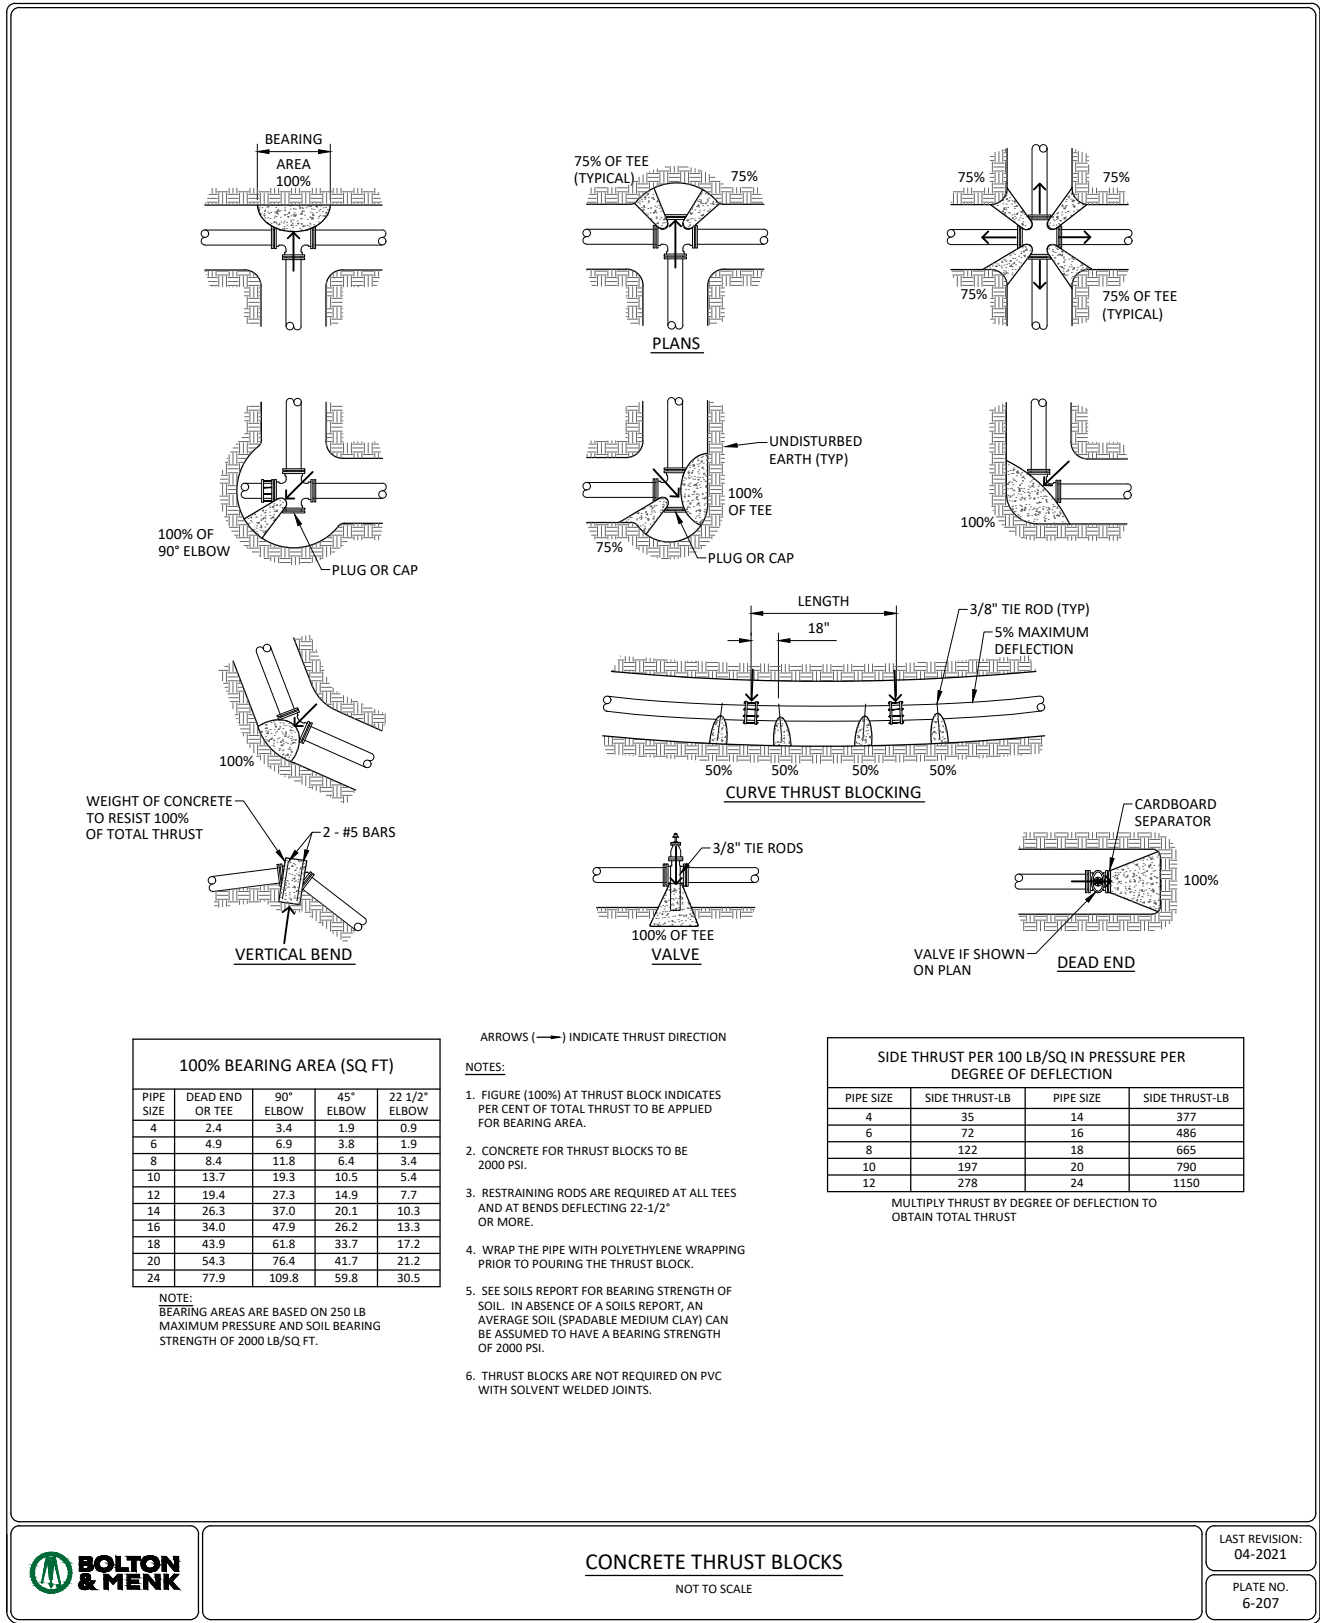 BEARING
AREA
100%
75% OF TEE
(TYPICAL)
75%
75%
75%
75%
75% OF TEE
(TYPICAL)
PLANS
100% OF
90° ELBOW
PLUG OR CAP
UNDISTURBED
EARTH (TYP)
100%
OF TEE
75%
PLUG OR CAP
100%
100%
LENGTH
18"
3/8" TIE ROD (TYP)
5% MAXIMUM
DEFLECTION
50%
50%
50%
50%
CURVE THRUST BLOCKING
WEIGHT OF CONCRETE
TO RESIST 100%
OF TOTAL THRUST
2 - #5 BARS
VERTICAL BEND
3/8" TIE RODS
100% OF TEE
VALVE
CARDBOARD
SEPARATOR
100%
VALVE IF SHOWN
ON PLAN
DEAD END
100% BEARING AREA (SQ FT)
PIPE SIZE DEAD END OR TEE 90° ELBOW 45° ELBOW 22 1/2° ELBOW
4 2.4 3.4 1.9 0.9
6 4.9 6.9 3.8 1.9
8 8.4 11.8 6.4 3.4
10 13.7 19.3 10.5 5.4
12 19.4 27.3 14.9 7.7
14 26.3 37.0 20.1 10.3
16 34.0 47.9 26.2 13.3
18 43.9 61.8 33.7 17.2
20 54.3 76.4 41.7 21.2
24 77.9 109.8 59.8 30.5
NOTE:
BEARING AREAS ARE BASED ON 250 LB
MAXIMUM PRESSURE AND SOIL BEARING
STRENGTH OF 2000 LB/SQ FT.
ARROWS ( ) INDICATE THRUST DIRECTION
NOTES:
1. FIGURE (100%) AT THRUST BLOCK INDICATES
PER CENT OF TOTAL THRUST TO BE APPLIED
FOR BEARING AREA.
2. CONCRETE FOR THRUST BLOCKS TO BE
2000 PSI.
3. RESTRAINING RODS ARE REQUIRED AT ALL TEES
AND AT BENDS DEFLECTING 22-1/2°
OR MORE.
4. WRAP THE PIPE WITH POLYETHYLENE WRAPPING
PRIOR TO POURING THE THRUST BLOCK.
5. SEE SOILS REPORT FOR BEARING STRENGTH OF
SOIL. IN ABSENCE OF A SOILS REPORT, AN
AVERAGE SOIL (SPADABLE MEDIUM CLAY) CAN
BE ASSUMED TO HAVE A BEARING STRENGTH
OF 2000 PSI.
6. THRUST BLOCKS ARE NOT REQUIRED ON PVC
WITH SOLVENT WELDED JOINTS.
SIDE THRUST PER 100 LB/SQ IN PRESSURE PER
DEGREE OF DEFLECTION
PIPE SIZE SIDE THRUST-LB PIPE SIZE SIDE THRUST-LB
4 35 14 377
6 72 16 486
8 122 18 665
10 197 20 790
12 278 24 1150
MULTIPLY THRUST BY DEGREE OF DEFLECTION TO
OBTAIN TOTAL THRUST
BOLTON
& MENK
CONCRETE THRUST BLOCKS
NOT TO SCALE
LAST REVISION:
04-2021
PLATE NO.
6-207